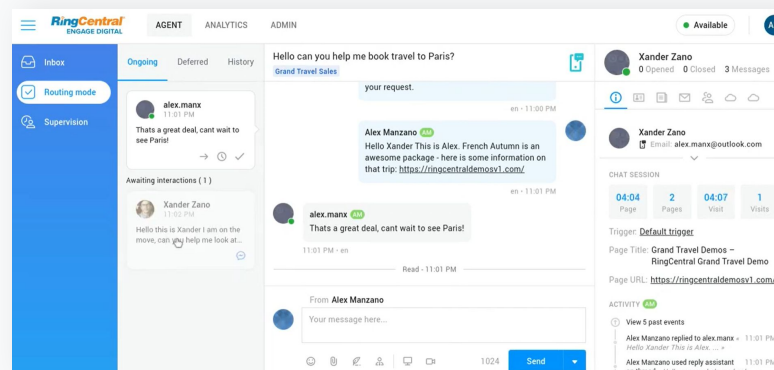 RingCentral
ENGAGE DIGITAL
AGENT
ANALYTICS
ADMIN
Available
A
Inbox
Routing mode
Supervision
Ongoing
Deferred
History
alex.manx
11:01 PM
Thats a great deal, cant wait to
see Paris!
Awaiting interactions ( 1 )
Xander Zano
11:02 PM
Hello this is Xander I am on the
move, can you help me look at...
Hello can you help me book travel to Paris?
Grand Travel Sales
your request.
en - 11:00 PM
Alex Manzano AM
Hello Xander This is Alex. French Autumn is an
awesome package - here is some information on
that trip: https://ringcentraldemosv1.com/
en - 11:01 PM
alex.manx AM
Thats a great deal, cant wait to see Paris!
11:01 PM - en
Read - 11:01 PM
From Alex Manzano
Your message here...
1024
Send
Xander Zano
0 Opened 0 Closed 3 Messages
Xander Zano
Email: alex.manx@outlook.com
CHAT SESSION
04:04
Page
2
Pages
04:07
Visit
1
Visits
Trigger: Default trigger
Page Title: Grand Travel Demos –
RingCentral Grand Travel Demo
Page URL: https://ringcentraldemosv1.com/
ACTIVITY AM
View 5 past events
Alex Manzano replied to alex.manx » 11:01 PM
Hello Xander This is Alex. ... »
Alex Manzano used reply assistant 11:01 PM